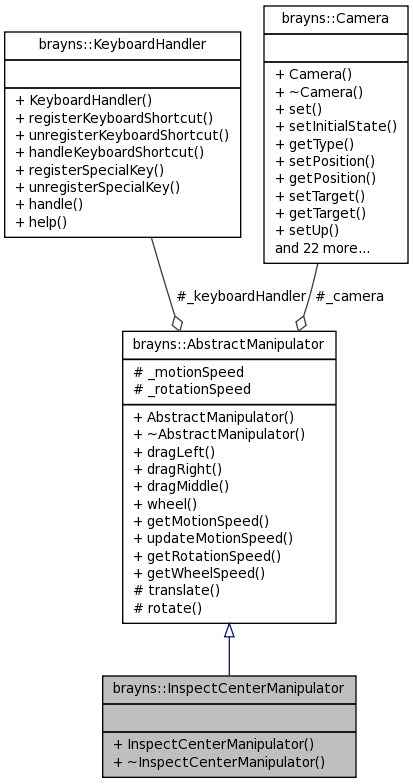 brayns::KeyboardHandler
+ KeyboardHandler()
+ registerKeyboardShortcut()
+ unregisterKeyboardShortcut()
+ handleKeyboardShortcut()
+ registerSpecialKey()
+ unregisterSpecialKey()
+ handle()
+ help()
brayns::Camera
+ Camera()
+ ~Camera()
+ set()
+ setInitialState()
+ getType()
+ setPosition()
+ getPosition()
+ setTarget()
+ getTarget()
+ setUp()
and 22 more...
#_keyboardHandler
#_camera
brayns::AbstractManipulator
# _motionSpeed
# _rotationSpeed
+ AbstractManipulator()
+ ~AbstractManipulator()
+ dragLeft()
+ dragRight()
+ dragMiddle()
+ wheel()
+ getMotionSpeed()
+ updateMotionSpeed()
+ getRotationSpeed()
+ getWheelSpeed()
# translate()
# rotate()
brayns::InspectCenterManipulator
+ InspectCenterManipulator()
+ ~InspectCenterManipulator()